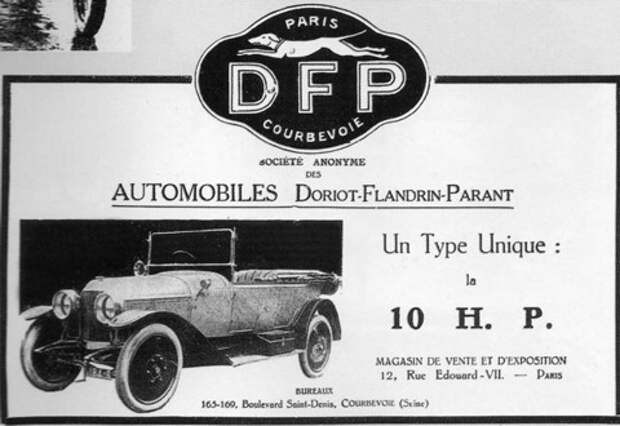 PARIS
DFP
COURBEVOIE
SOCIÉTÉ ANONYME
DES
AUTOMOBILES DORIOT-FLANDRIN-PARANT
Un Type Unique :
la
10 H. P.
MAGASIN DE VENTE ET D'EXPOSITION
12, Rue Edouard-VII. — PARIS
BUREAUX
165-169, Boulevard Saint-Denis, COURBEVOIE (Seine)